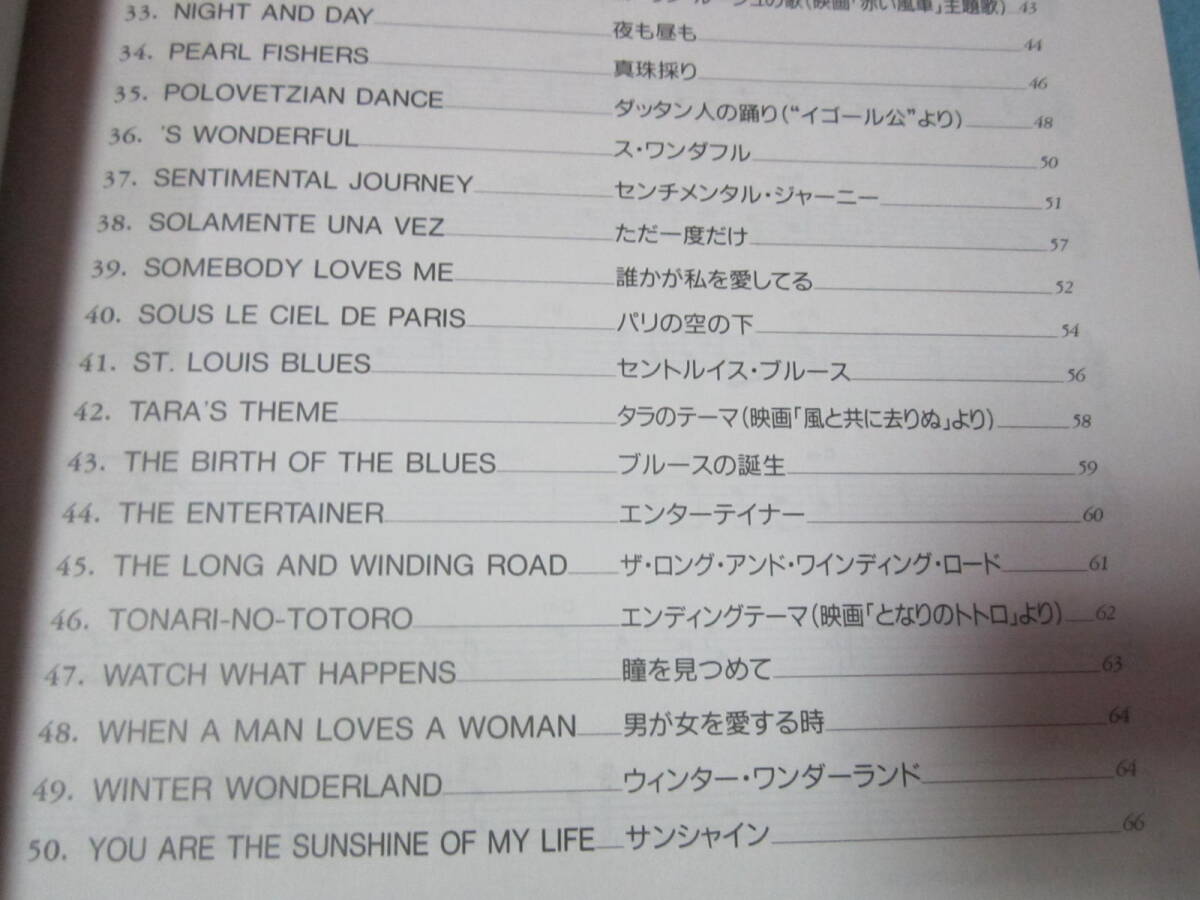 の歌(映画「赤い風車」主題歌) 43
33. NIGHT AND DAY 夜も昼も 44
34. PEARL FISHERS 真珠採り 46
35. POLOVETZIAN DANCE ダッタン人の踊り(“イゴール公”より) 48
36. 'S WONDERFUL ス・ワンダフル 50
37. SENTIMENTAL JOURNEY センチメンタル・ジャーニー 51
38. SOLAMENTE UNA VEZ ただ一度だけ 57
39. SOMEBODY LOVES ME 誰かが私を愛してる 52
40. SOUS LE CIEL DE PARIS パリの空の下 54
41. ST. LOUIS BLUES セントルイス・ブルース 56
42. TARA'S THEME タラのテーマ(映画「風と共に去りぬ」より) 58
43. THE BIRTH OF THE BLUES ブルースの誕生 59
44. THE ENTERTAINER エンターテイナー 60
45. THE LONG AND WINDING ROAD ザ・ロング・アンド・ワインディング・ロード 61
46. TONARI-NO-TOTORO エンディングテーマ(映画「となりのトトロ」より) 62
47. WATCH WHAT HAPPENS 瞳を見つめて 63
48. WHEN A MAN LOVES A WOMAN 男が女を愛する時 64
49. WINTER WONDERLAND ウィンター・ワンダーランド 64
50. YOU ARE THE SUNSHINE OF MY LIFE サンシャイン 66